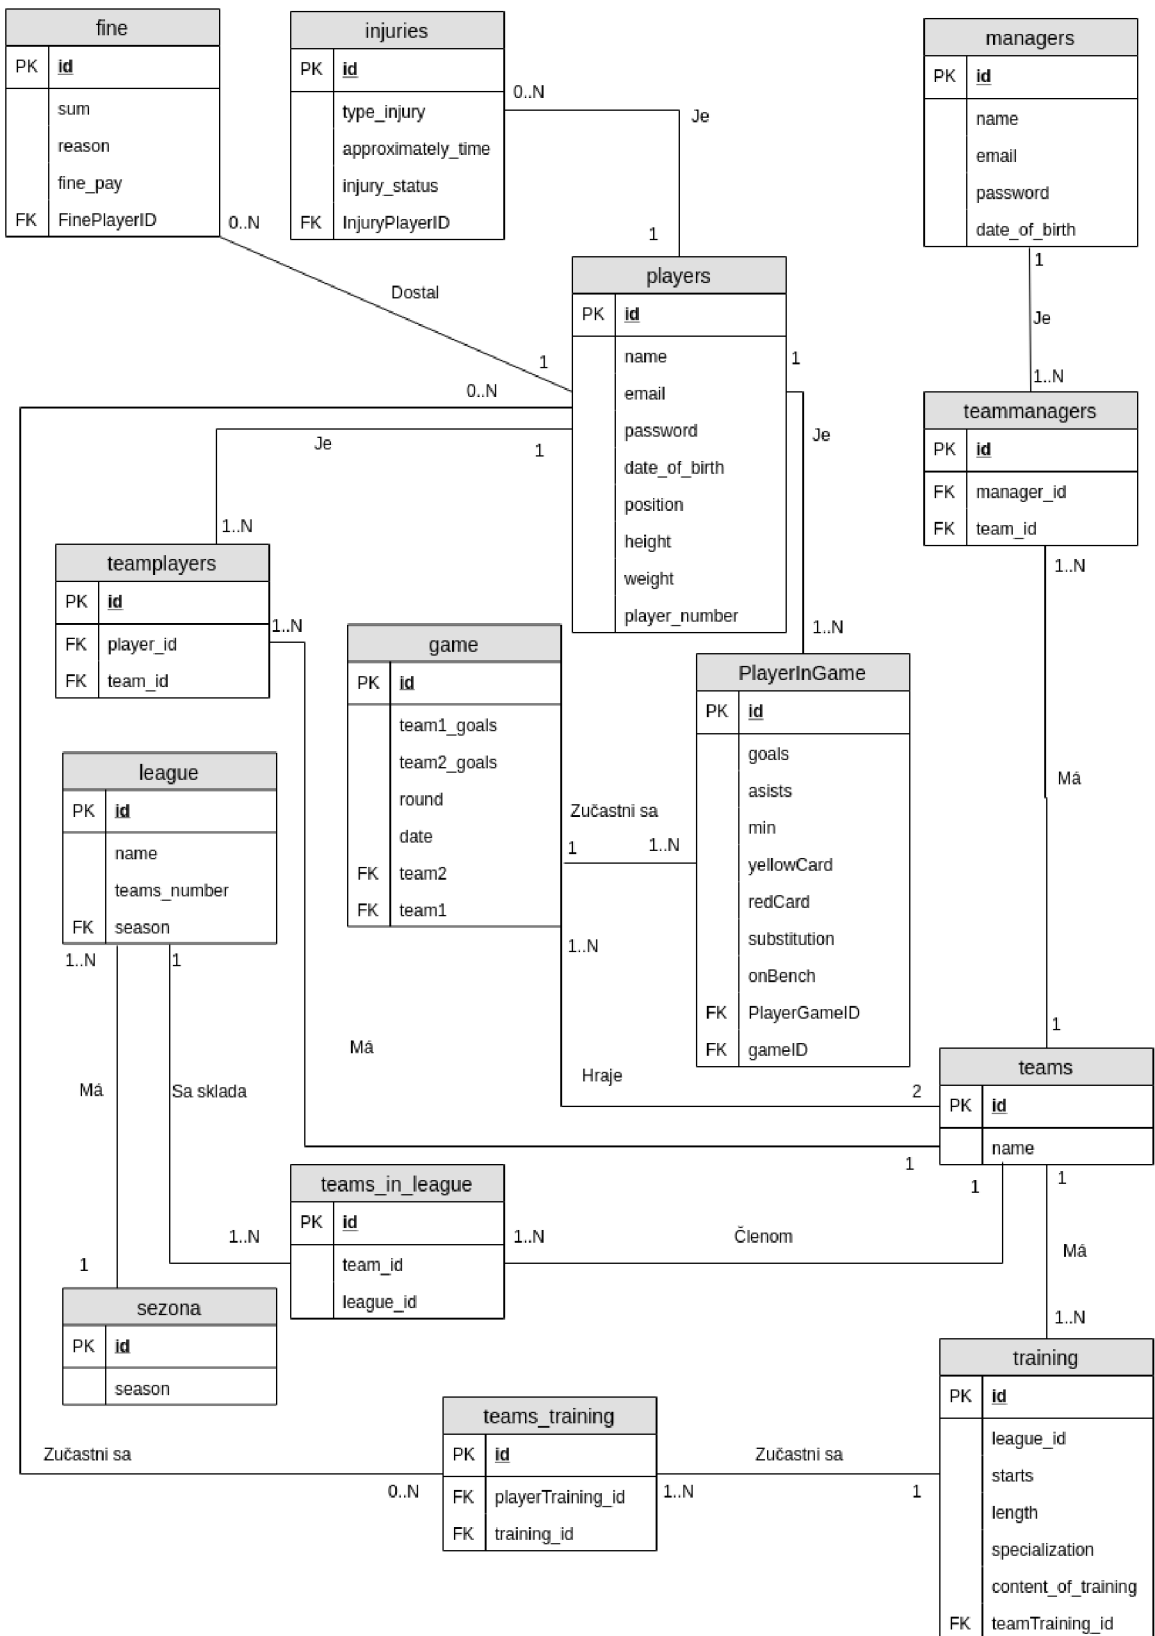 fine
PK id
sum
reason
fine_pay
FK FinePlayerID
0..N
injuries
PK id
type_injury
approximately_time
injury_status
FK InjuryPlayerID
0..N
Je
1
managers
PK id
name
email
password
date_of_birth
1
Je
1..N
Dostal
1
0..N
players
PK id
name
email
password
date_of_birth
position
height
weight
player_number
1
Je
1..N
Je
1
1..N
teammanagers
PK id
FK manager_id
FK team_id
1..N
Má
1
teamplayers
PK id
FK player_id
FK team_id
1..N
game
PK id
team1_goals
team2_goals
round
date
FK team2
FK team1
1..N
Zučastni sa
1
1..N
PlayerInGame
PK id
goals
asists
min
yellowCard
redCard
substitution
onBench
FK PlayerGameID
FK gameID
league
PK id
name
teams_number
FK season
1..N
1
Má
Sa sklada
Má
Hraje
2
teams
PK id
name
1
1
1
teams_in_league
PK id
team_id
league_id
1..N
1..N
Členom
Má
1..N
1
sezona
PK id
season
training
PK id
league_id
starts
length
specialization
content_of_training
FK teamTraining_id
teams_training
PK id
FK playerTraining_id
FK training_id
Zučastni sa
0..N
Zučastni sa
1..N
1